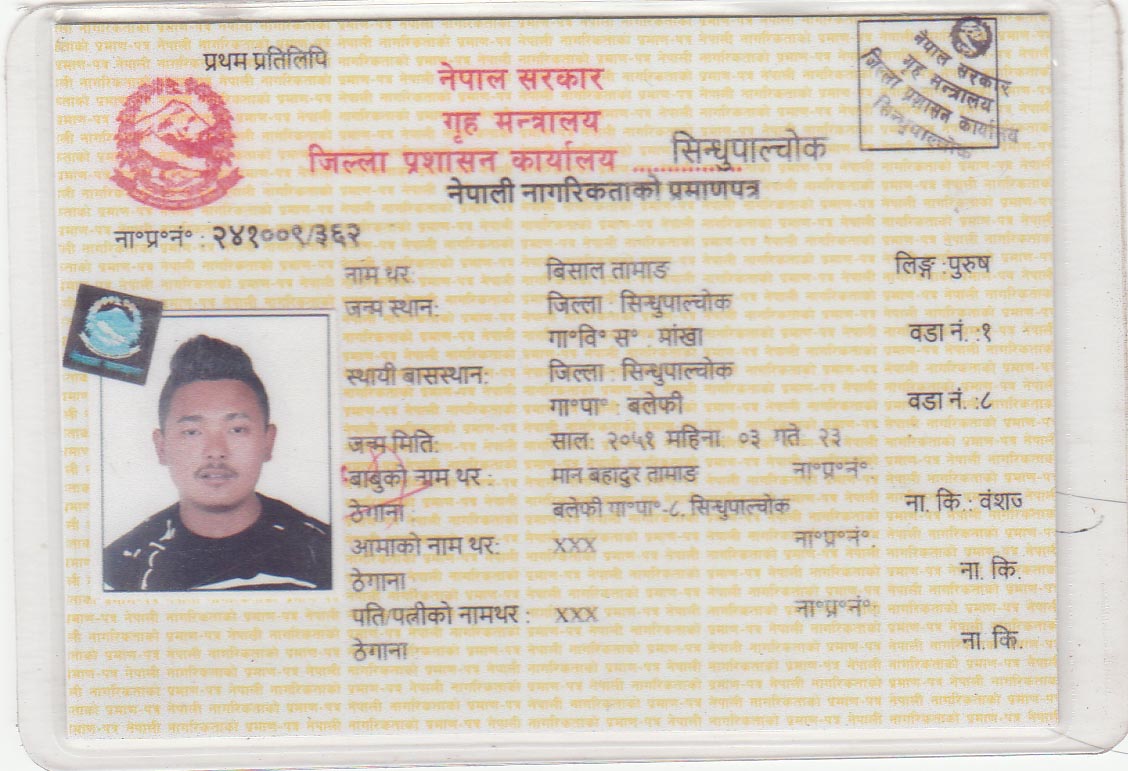 प्रथम प्रतिलिपि
नेपाल सरकार
गृह मन्त्रालय
जिल्ला प्रशासन कार्यालय ................ सिन्धुपाल्चोक
नेपाल सरकार
गृह मन्त्रालय
जिल्ला प्रशासन कार्यालय
सिन्धुपाल्चोक
नेपाली नागरिकताको प्रमाणपत्र
ना°प्र°नं° : २४१००९/३६२
नाम थर: बिसाल तामाङ लिङ्ग :पुरुष
जन्म स्थान: जिल्ला : सिन्धुपाल्चोक
गा°वि° स° : मांखा वडा नं. :१
स्थायी बासस्थान: जिल्ला : सिन्धुपाल्चोक
गा°पा° : बलेफी वडा नं. :८
जन्म मिति: साल: २०५१ महिना: ०३ गते: २३
बाबुको नाम थर : मान बहादुर तामाङ ना°प्र°नं°:
ठेगाना : बलेफी गा°पा°-८, सिन्धुपाल्चोक ना. कि. : वंशज
आमाको नाम थर: XXX ना°प्र°नं°:
ठेगाना ना. कि.
पति/पत्नीको नामथर : XXX ना°प्र°नं°:
ठेगाना ना. कि.